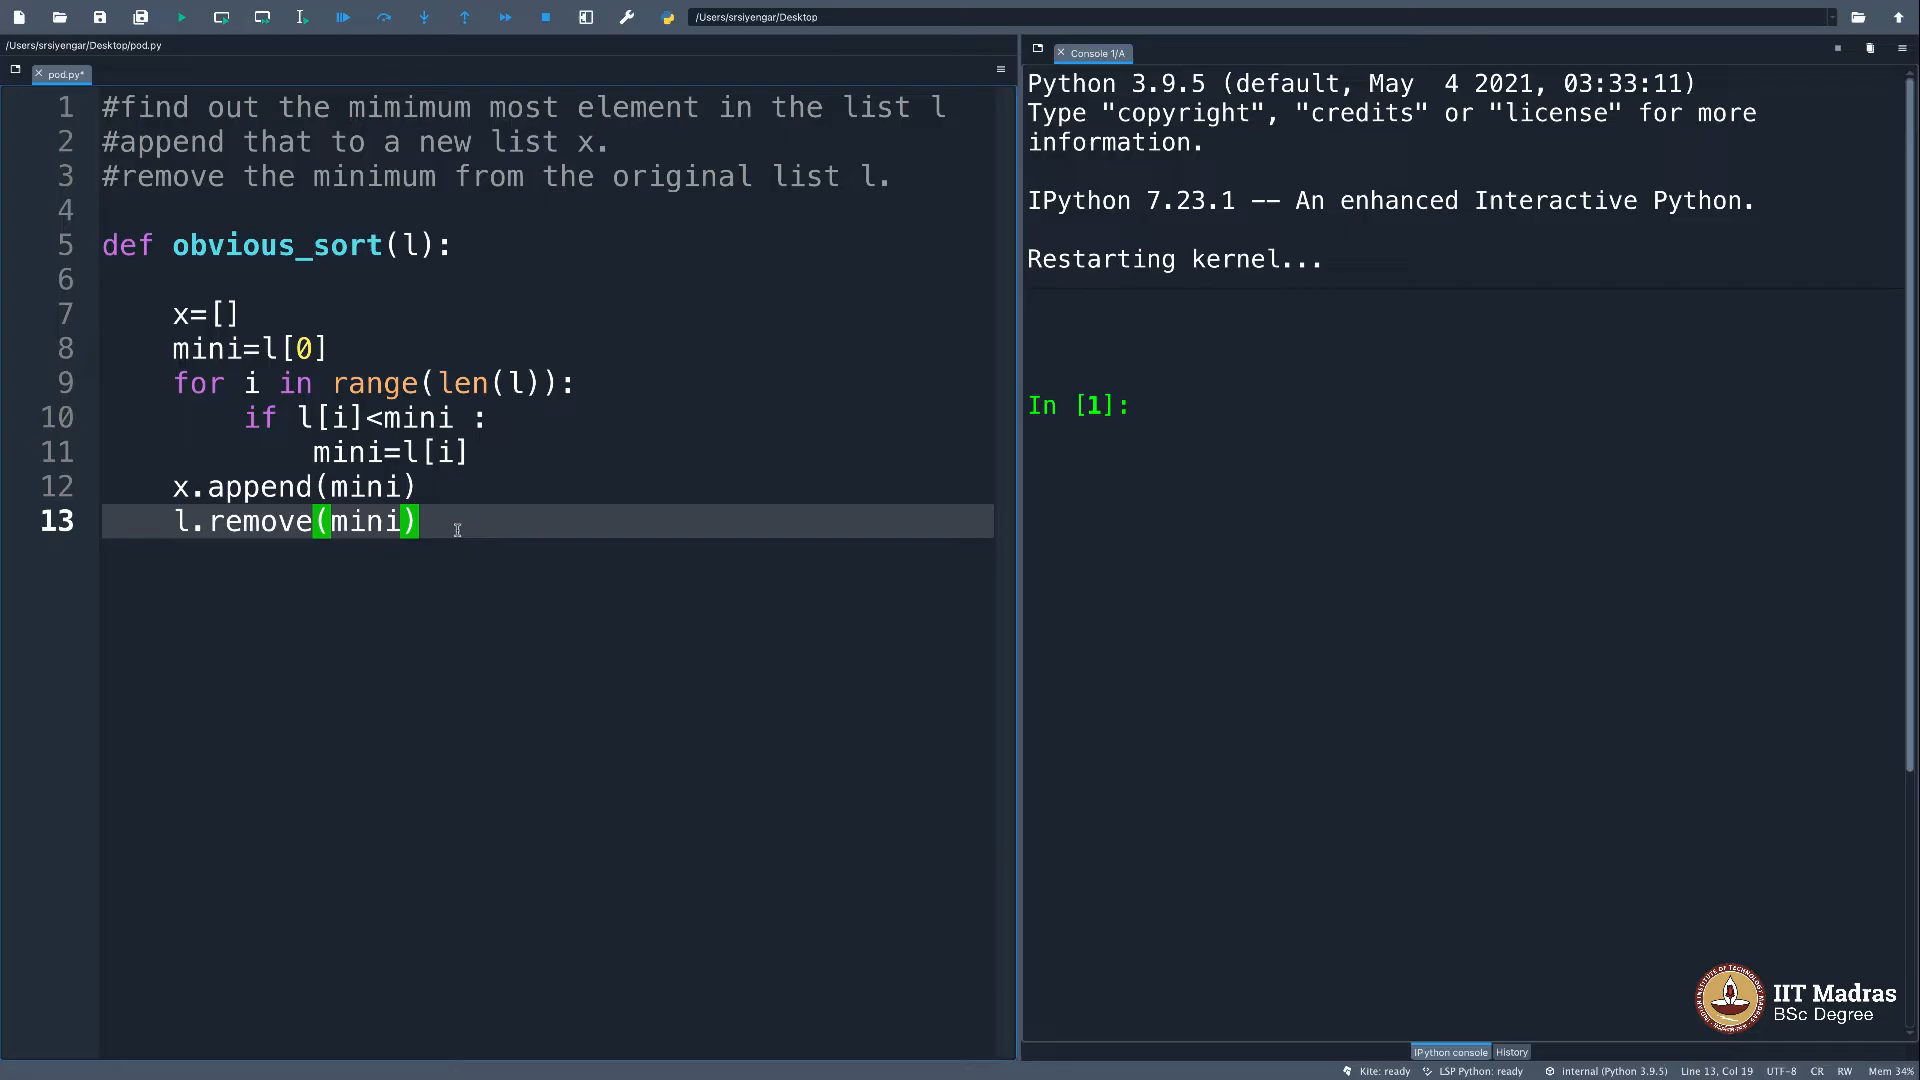 /Users/srsiyengar/Desktop
/Users/srsiyengar/Desktop/pod.py
pod.py*
1 #find out the mimimum most element in the list l
2 #append that to a new list x.
3 #remove the minimum from the original list l.
4
5 def obvious_sort(l):
6
7 x=[]
8 mini=l[0]
9 for i in range(len(l)):
10 if l[i]<mini :
11 mini=l[i]
12 x.append(mini)
13 l.remove(mini)
Console 1/A
Python 3.9.5 (default, May  4 2021, 03:33:11)
Type "copyright", "credits" or "license" for more
information.
IPython 7.23.1 -- An enhanced Interactive Python.
Restarting kernel...
In [1]:
IIT Madras
BSc Degree
IPython console History
Kite: ready LSP Python: ready internal (Python 3.9.5) Line 13, Col 19 UTF-8 CR RW Mem 34%